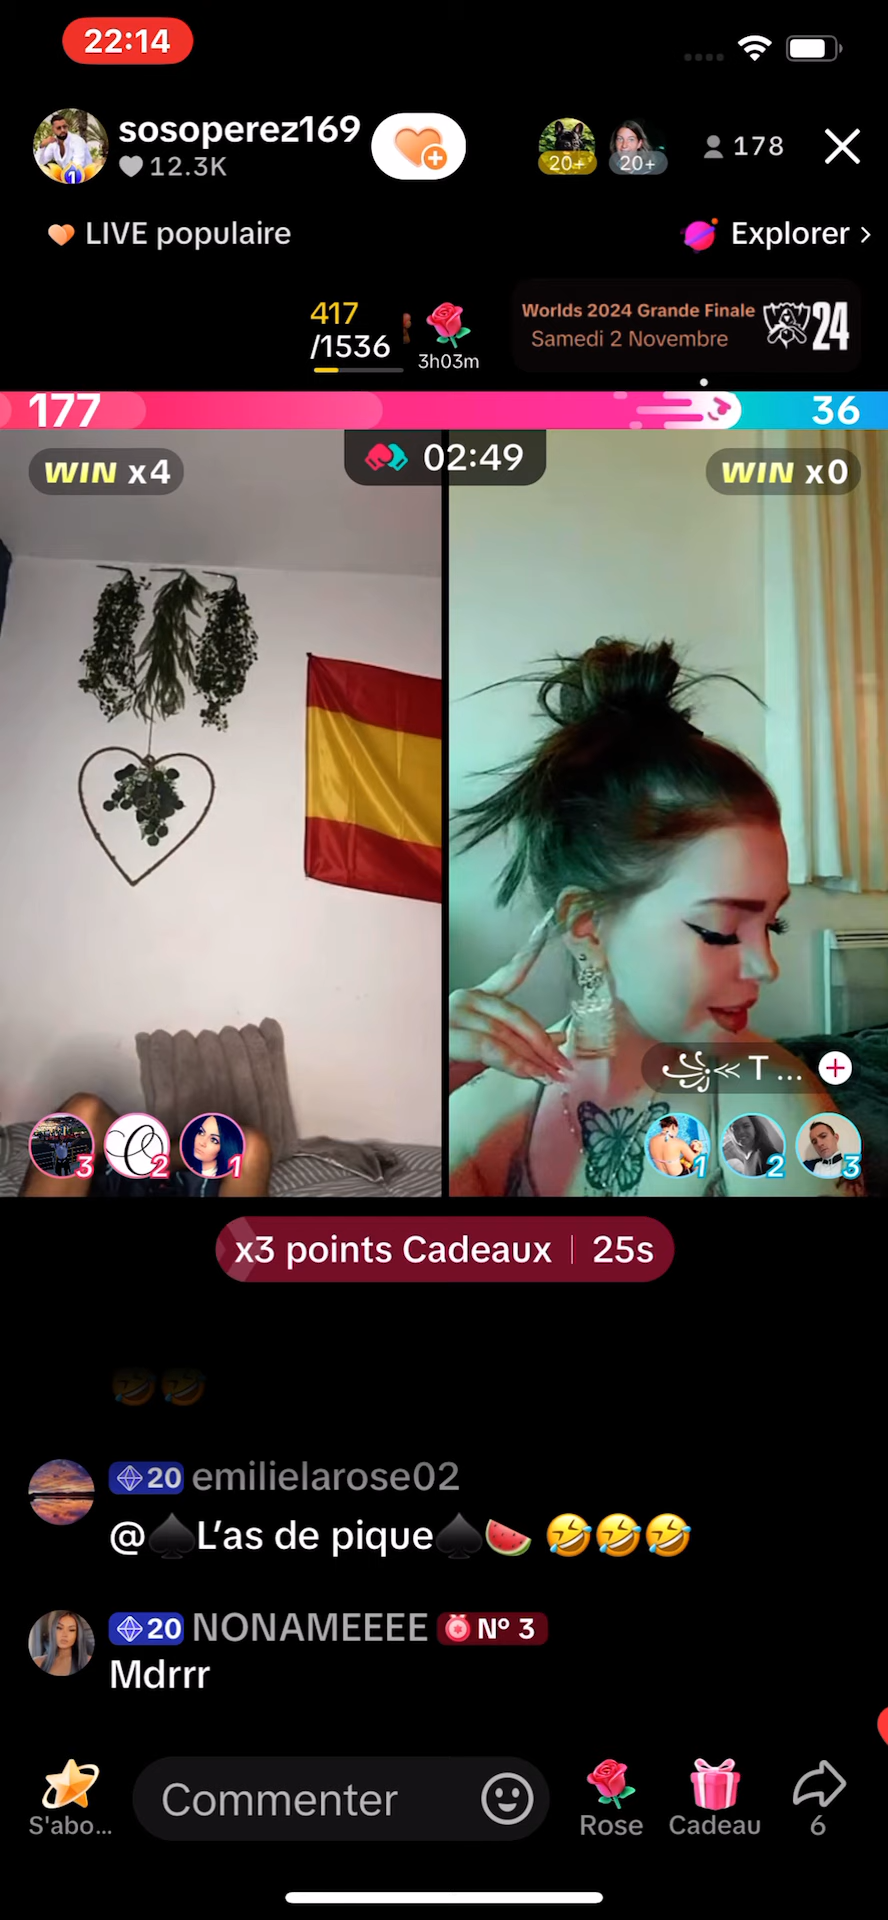 22:14
sosoperez169
12.3K
1
20+
20+
178
LIVE populaire
Explorer >
417
/1536
3h03m
Worlds 2024 Grande Finale
Samedi 2 Novembre
24
177
36
WIN x4
02:49
WIN x0
≪ T ...
3
2
1
1
2
3
x3 points Cadeaux | 25s
🤣🤣
20 emilielarose02
@♠️L'as de pique♠️🍉 🤣🤣🤣
20 NONAMEEEE N° 3
Mdrrr
S'abo...
Commenter
Rose
Cadeau
6